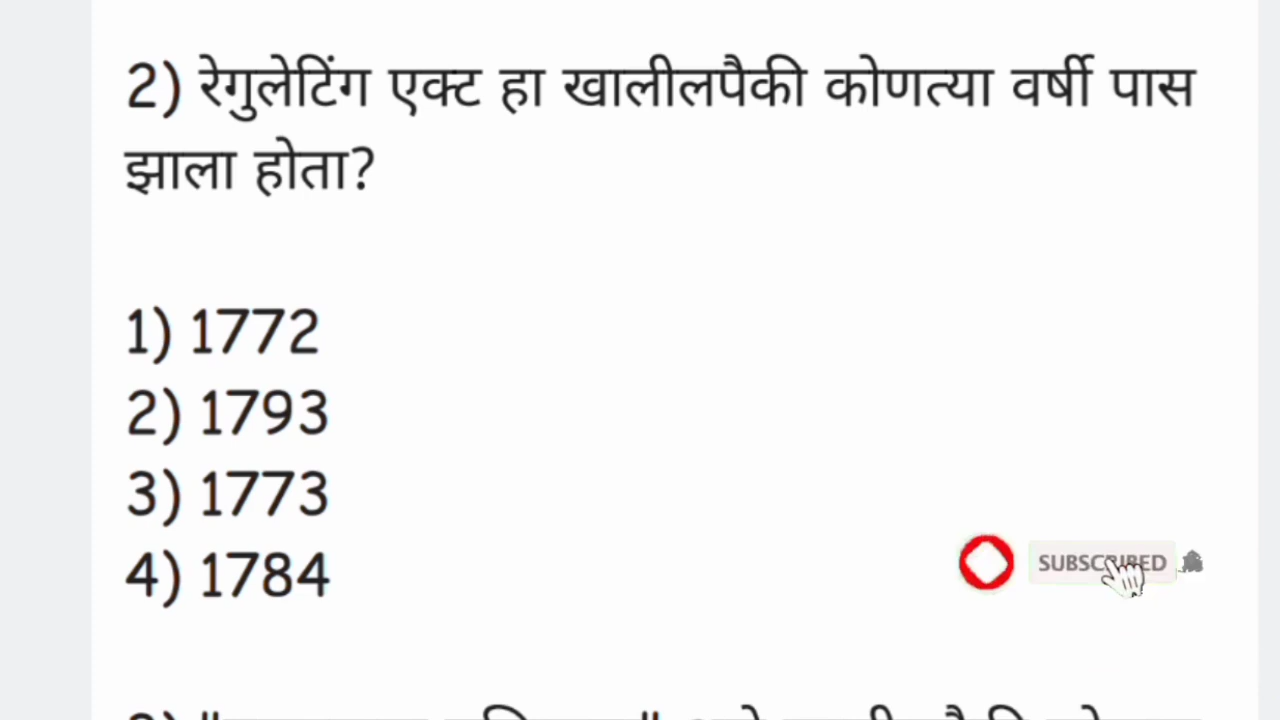 2) रेगुलेटिंग एक्ट हा खालीलपैकी कोणत्या वर्षी पास
झाला होता?
1) 1772
2) 1793
3) 1773
4) 1784
SUBSCRIBED